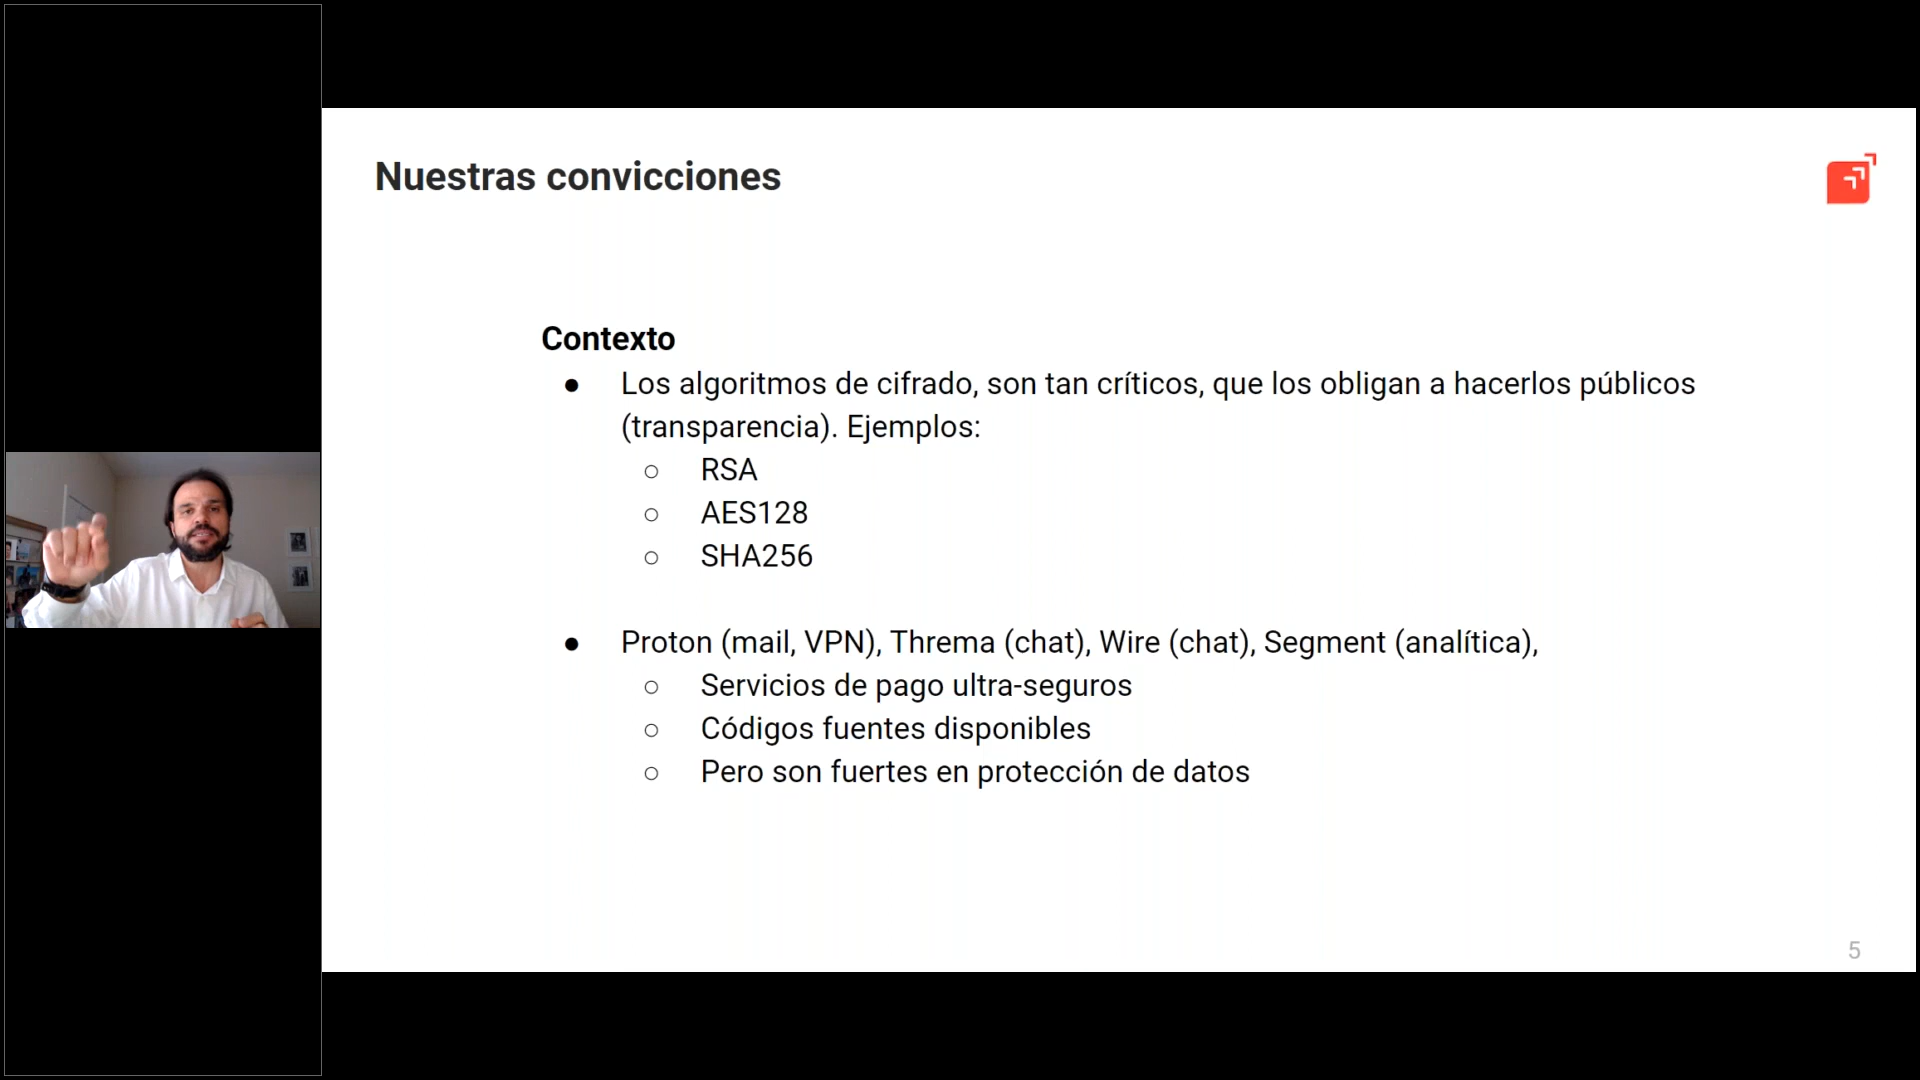 Nuestras convicciones
Contexto
● Los algoritmos de cifrado, son tan críticos, que los obligan a hacerlos públicos
(transparencia). Ejemplos:
○ RSA
○ AES128
○ SHA256
● Proton (mail, VPN), Threma (chat), Wire (chat), Segment (analítica),
○ Servicios de pago ultra-seguros
○ Códigos fuentes disponibles
○ Pero son fuertes en protección de datos
5